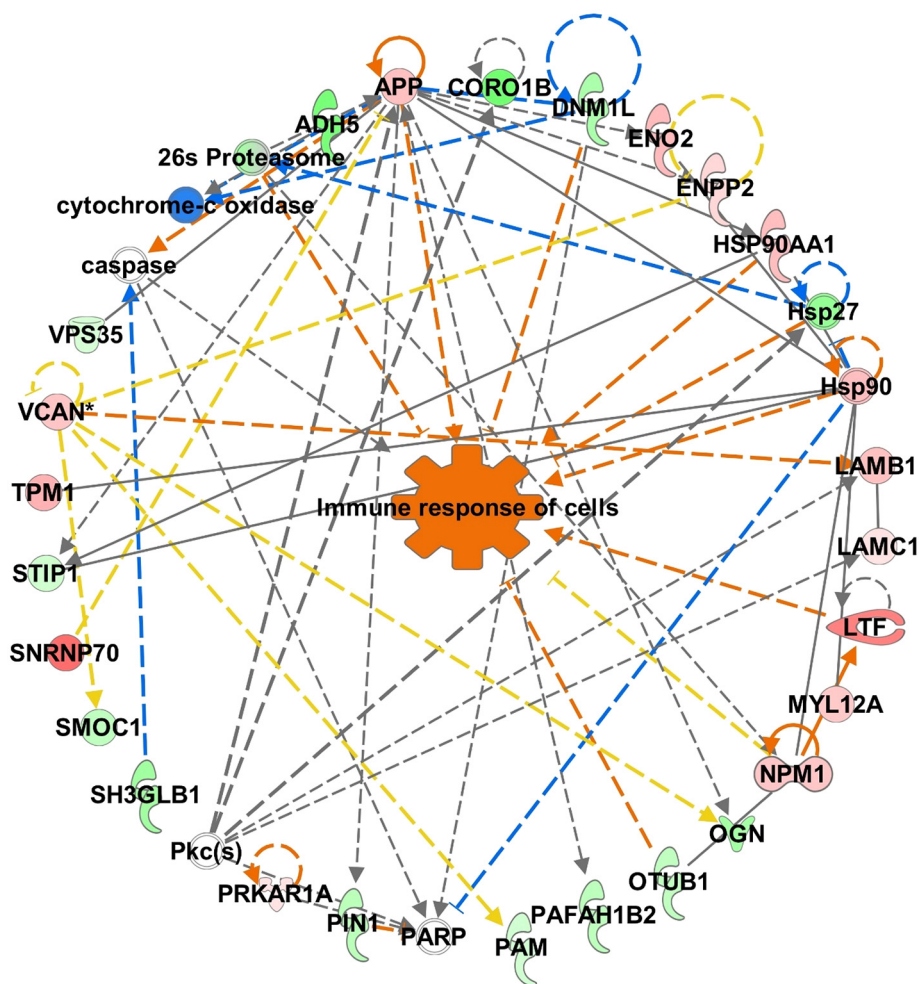 APP
CORO1B
DNM1L
ADH5
ENO2
26s Proteasome
ENPP2
cytochrome-c oxidase
HSP90AA1
caspase
Hsp27
VPS35
Hsp90
VCAN*
LAMB1
TPM1
Immune response of cells
LAMC1
STIP1
LTF
SNRNP70
MYL12A
SMOC1
NPM1
SH3GLB1
OGN
Pkc(s)
OTUB1
PRKAR1A
PAFAH1B2
PIN1
PARP
PAM